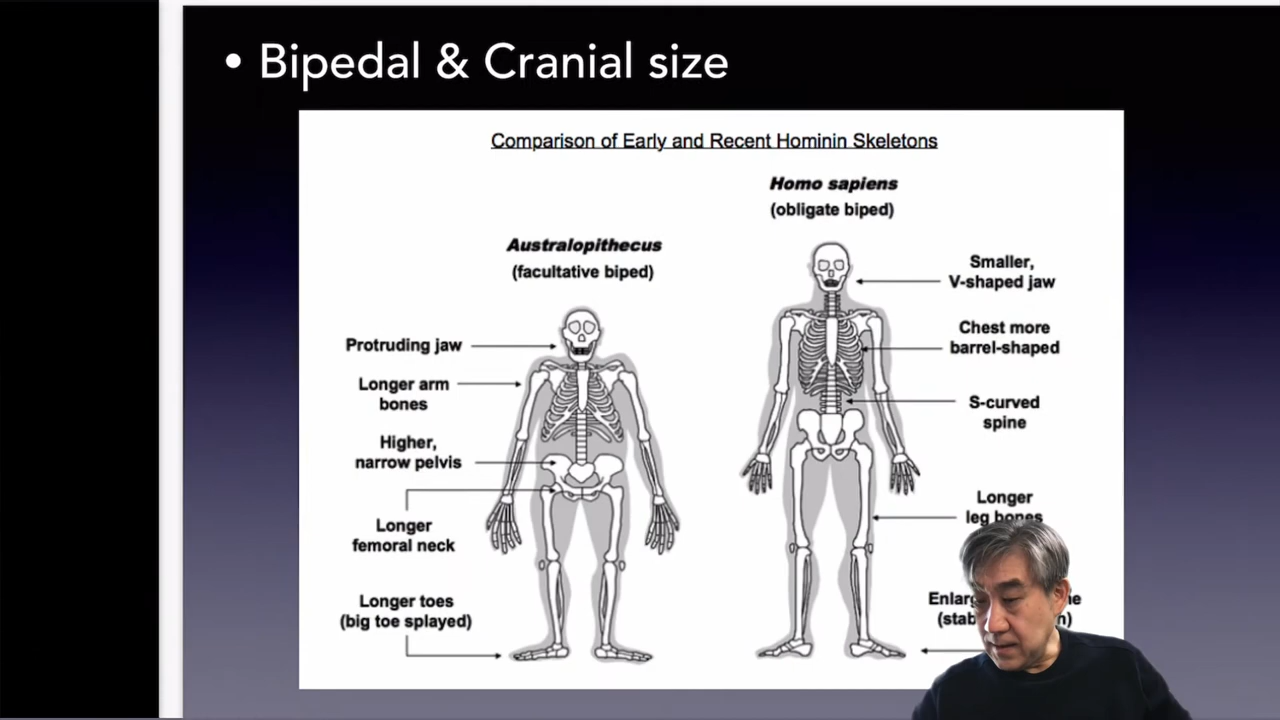 • Bipedal & Cranial size
Comparison of Early and Recent Hominin Skeletons
Homo sapiens
(obligate biped)
Australopithecus
(facultative biped)
Protruding jaw
Longer arm
bones
Higher,
narrow pelvis
Longer
femoral neck
Longer toes
(big toe splayed)
Smaller,
V-shaped jaw
Chest more
barrel-shaped
S-curved
spine
Longer
leg bones